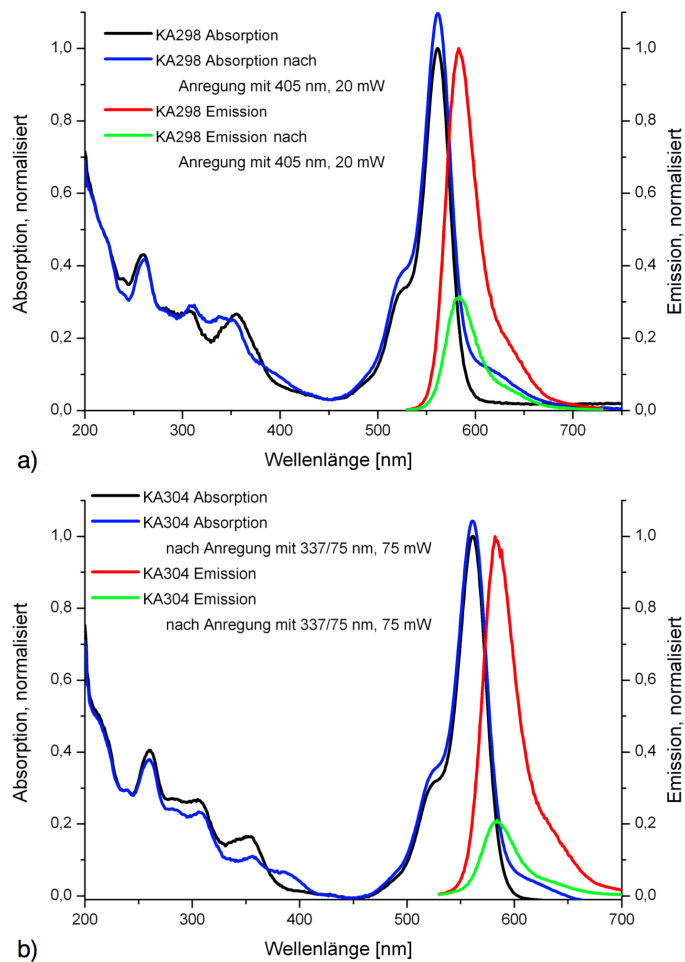 KA298 Absorption
KA298 Absorption nach
Anregung mit 405 nm, 20 mW
KA298 Emission
KA298 Emission nach
Anregung mit 405 nm, 20 mW
1,0
0,8
0,6
0,4
0,2
0,0
1,0
0,8
0,6
0,4
0,2
0,0
Absorption, normalisiert
Emission, normalisiert
200 300 400 500 600 700
Wellenlänge [nm]
a)
KA304 Absorption
KA304 Absorption
nach Anregung mit 337/75 nm, 75 mW
KA304 Emission
KA304 Emission
nach Anregung mit 337/75 nm, 75 mW
1,0
0,8
0,6
0,4
0,2
0,0
1,0
0,8
0,6
0,4
0,2
0,0
Absorption, normalisiert
Emission, normalisiert
200 300 400 500 600 700
Wellenlänge [nm]
b)